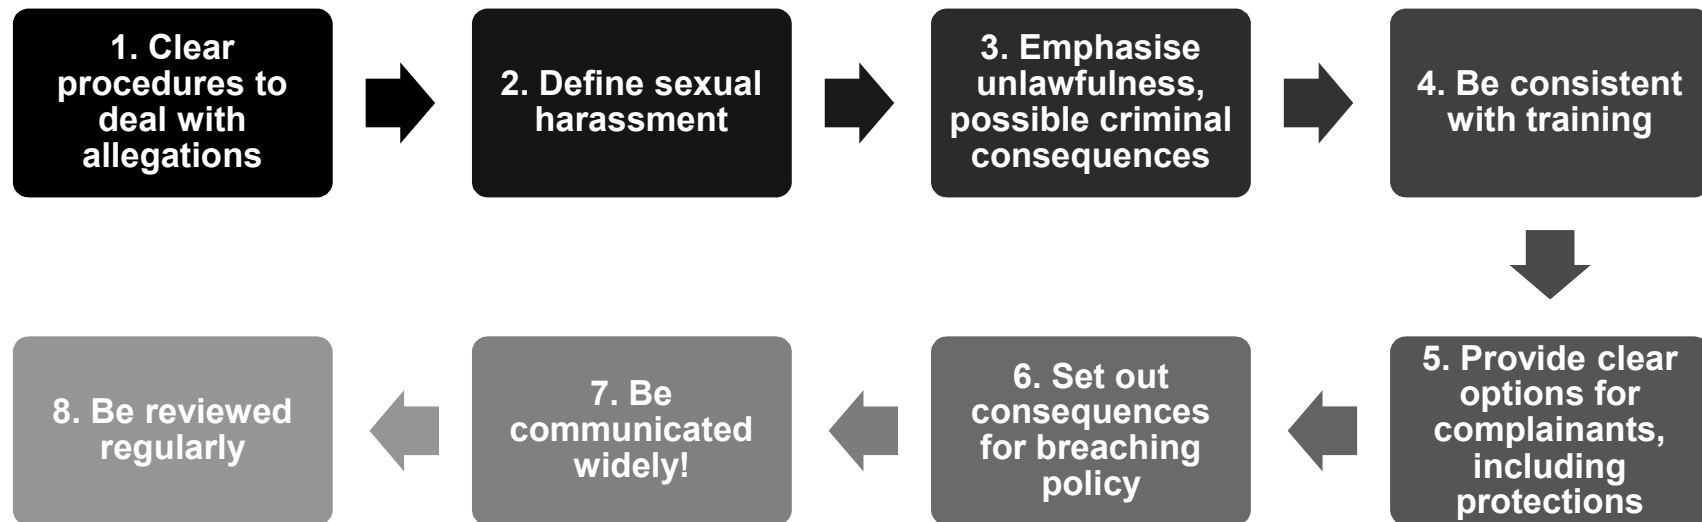 1. Clear
procedures to
deal with
allegations
2. Define sexual
harassment
3. Emphasise
unlawfulness,
possible criminal
consequences
4. Be consistent
with training
5. Provide clear
options for
complainants,
including
protections
6. Set out
consequences
for breaching
policy
7. Be
communicated
widely!
8. Be reviewed
regularly